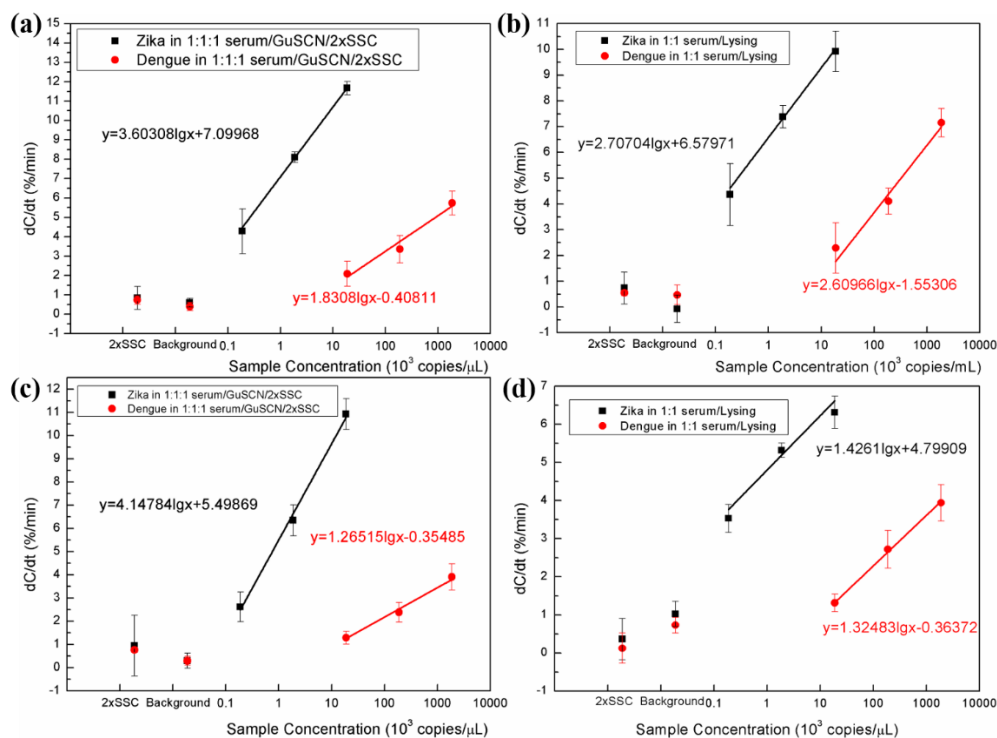 (a)
15
14
13
12
11
10
9
8
7
6
5
4
3
2
1
0
-1
dC/dt (%/min)
Zika in 1:1:1 serum/GuSCN/2xSSC
Dengue in 1:1:1 serum/GuSCN/2xSSC
y=3.60308lgx+7.09968
y=1.8308lgx-0.40811
2xSSC Background 0.1 1 10 100 1000 10000
Sample Concentration (10³ copies/μL)
(b)
11
10
9
8
7
6
5
4
3
2
1
0
-1
dC/dt (%/min)
Zika in 1:1 serum/Lysing
Dengue in 1:1 serum/Lysing
y=2.70704lgx+6.57971
y=2.60966lgx-1.55306
2xSSC Background 0.1 1 10 100 1000 10000
Sample Concentration (10³ copies/mL)
(c)
12
11
10
9
8
7
6
5
4
3
2
1
0
-1
dC/dt (%/min)
Zika in 1:1:1 serum/GuSCN/2xSSC
Dengue in 1:1:1 serum/GuSCN/2xSSC
y=4.14784lgx+5.49869
y=1.26515lgx-0.35485
2xSSC Background 0.1 1 10 100 1000 10000
Sample Concentration (10³ copies/μL)
(d)
7
6
5
4
3
2
1
0
-1
dC/dt (%/min)
Zika in 1:1 serum/Lysing
Dengue in 1:1 serum/Lysing
y=1.4261lgx+4.79909
y=1.32483lgx-0.36372
2xSSC Background 0.1 1 10 100 1000 10000
Sample Concentration (10³ copies/μL)